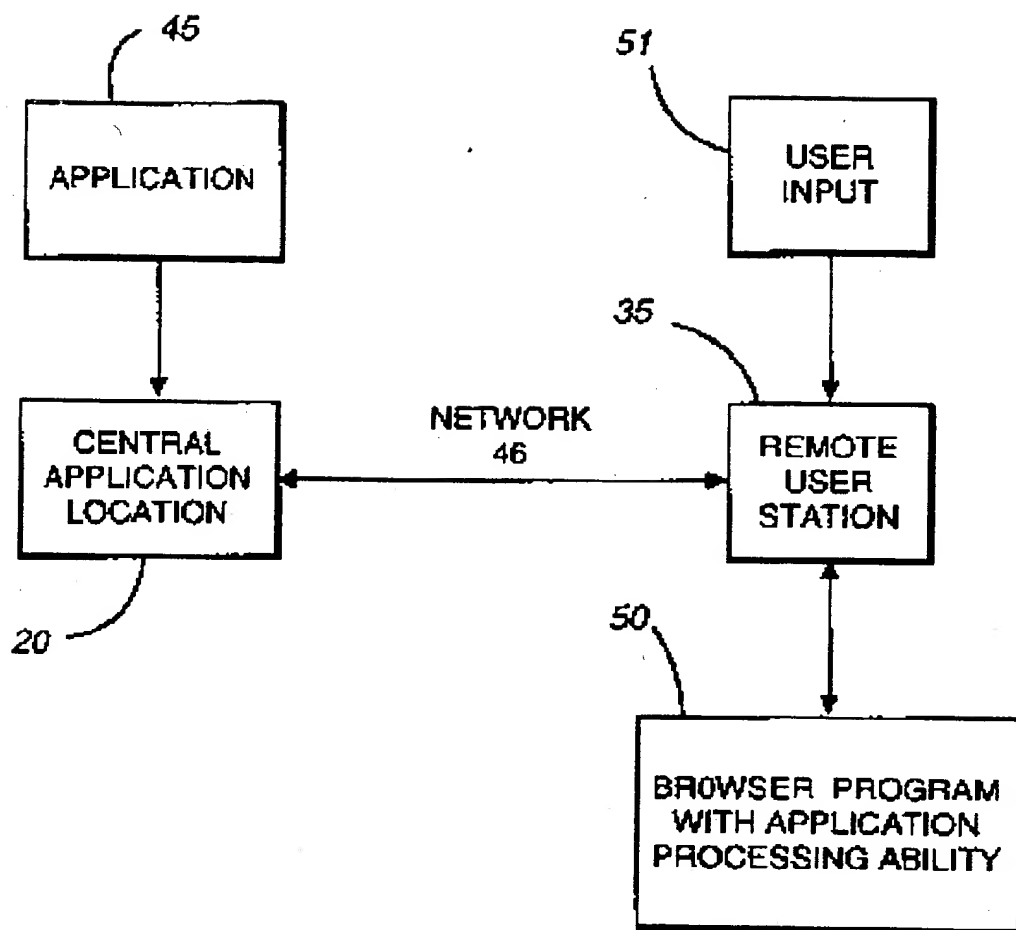 45
51
APPLICATION
USER
INPUT
35
CENTRAL
APPLICATION
LOCATION
NETWORK
46
REMOTE
USER
STATION
20
50
BROWSER PROGRAM
WITH APPLICATION
PROCESSING ABILITY